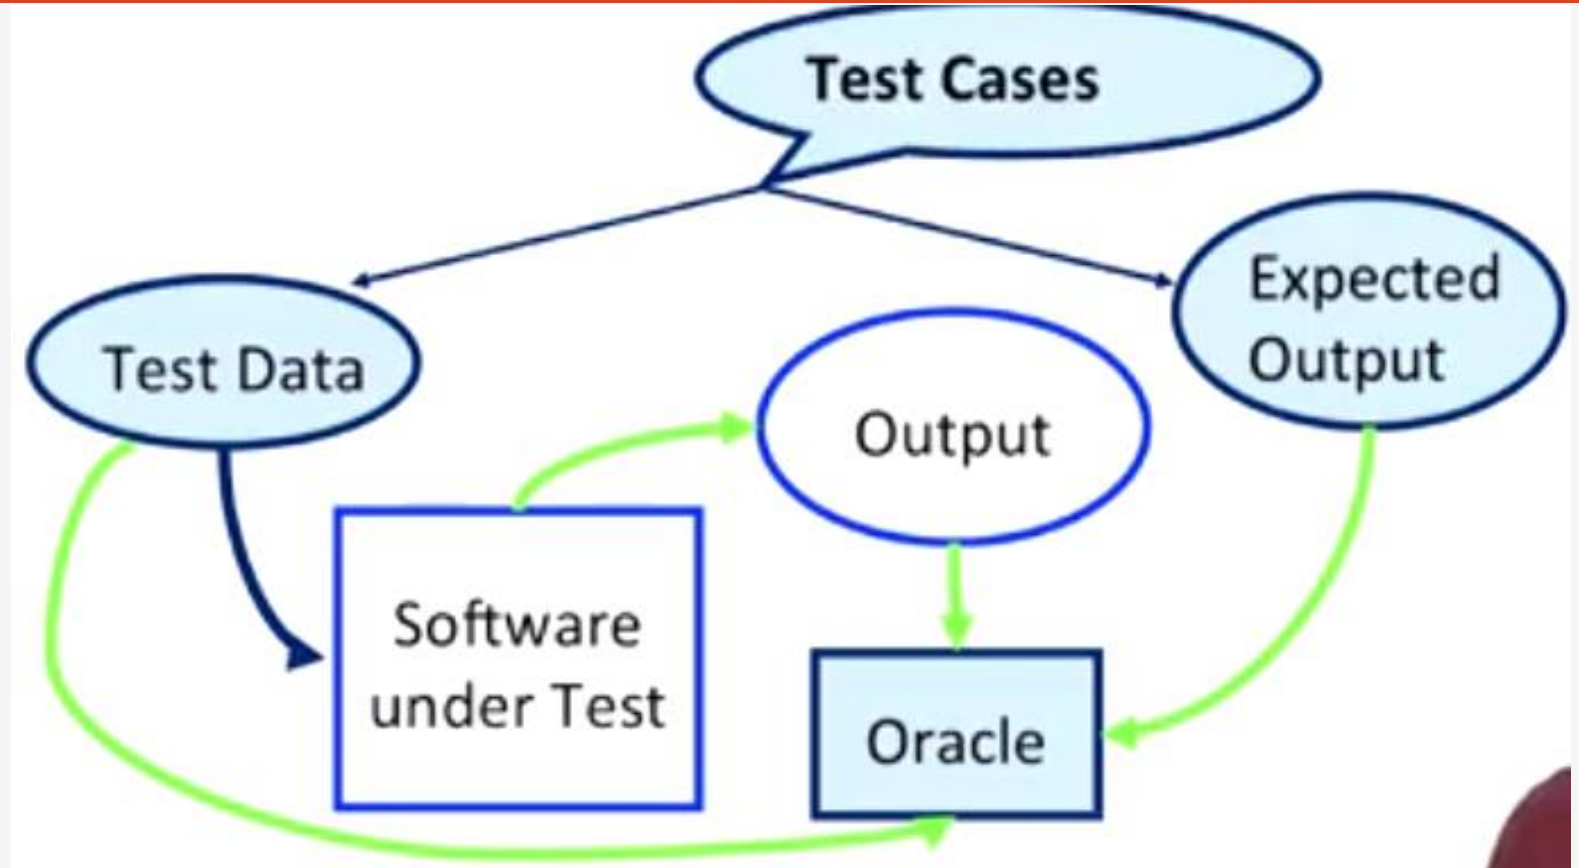 Test Cases
Expected
Output
Test Data
Output
Software
under Test
Oracle